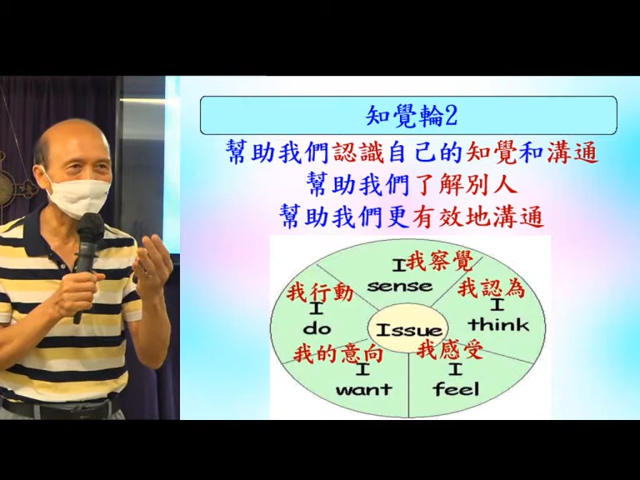 知覺輪2
幫助我們認識自己的知覺和溝通
幫助我們了解別人
幫助我們更有效地溝通
I我察覺
sense
我認為
I
think
我感受
I
feel
我的意向
I
want
我行動
I
do
Issue